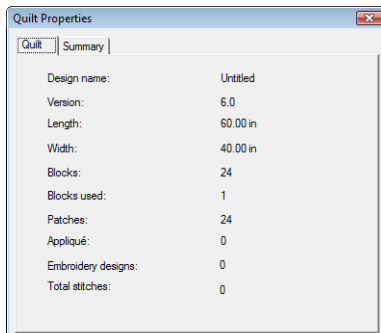 Quilt Properties
Quilt Summary
Design name: Untitled
Version: 6.0
Length: 60.00 in
Width: 40.00 in
Blocks: 24
Blocks used: 1
Patches: 24
Appliqué: 0
Embroidery designs: 0
Total stitches: 0